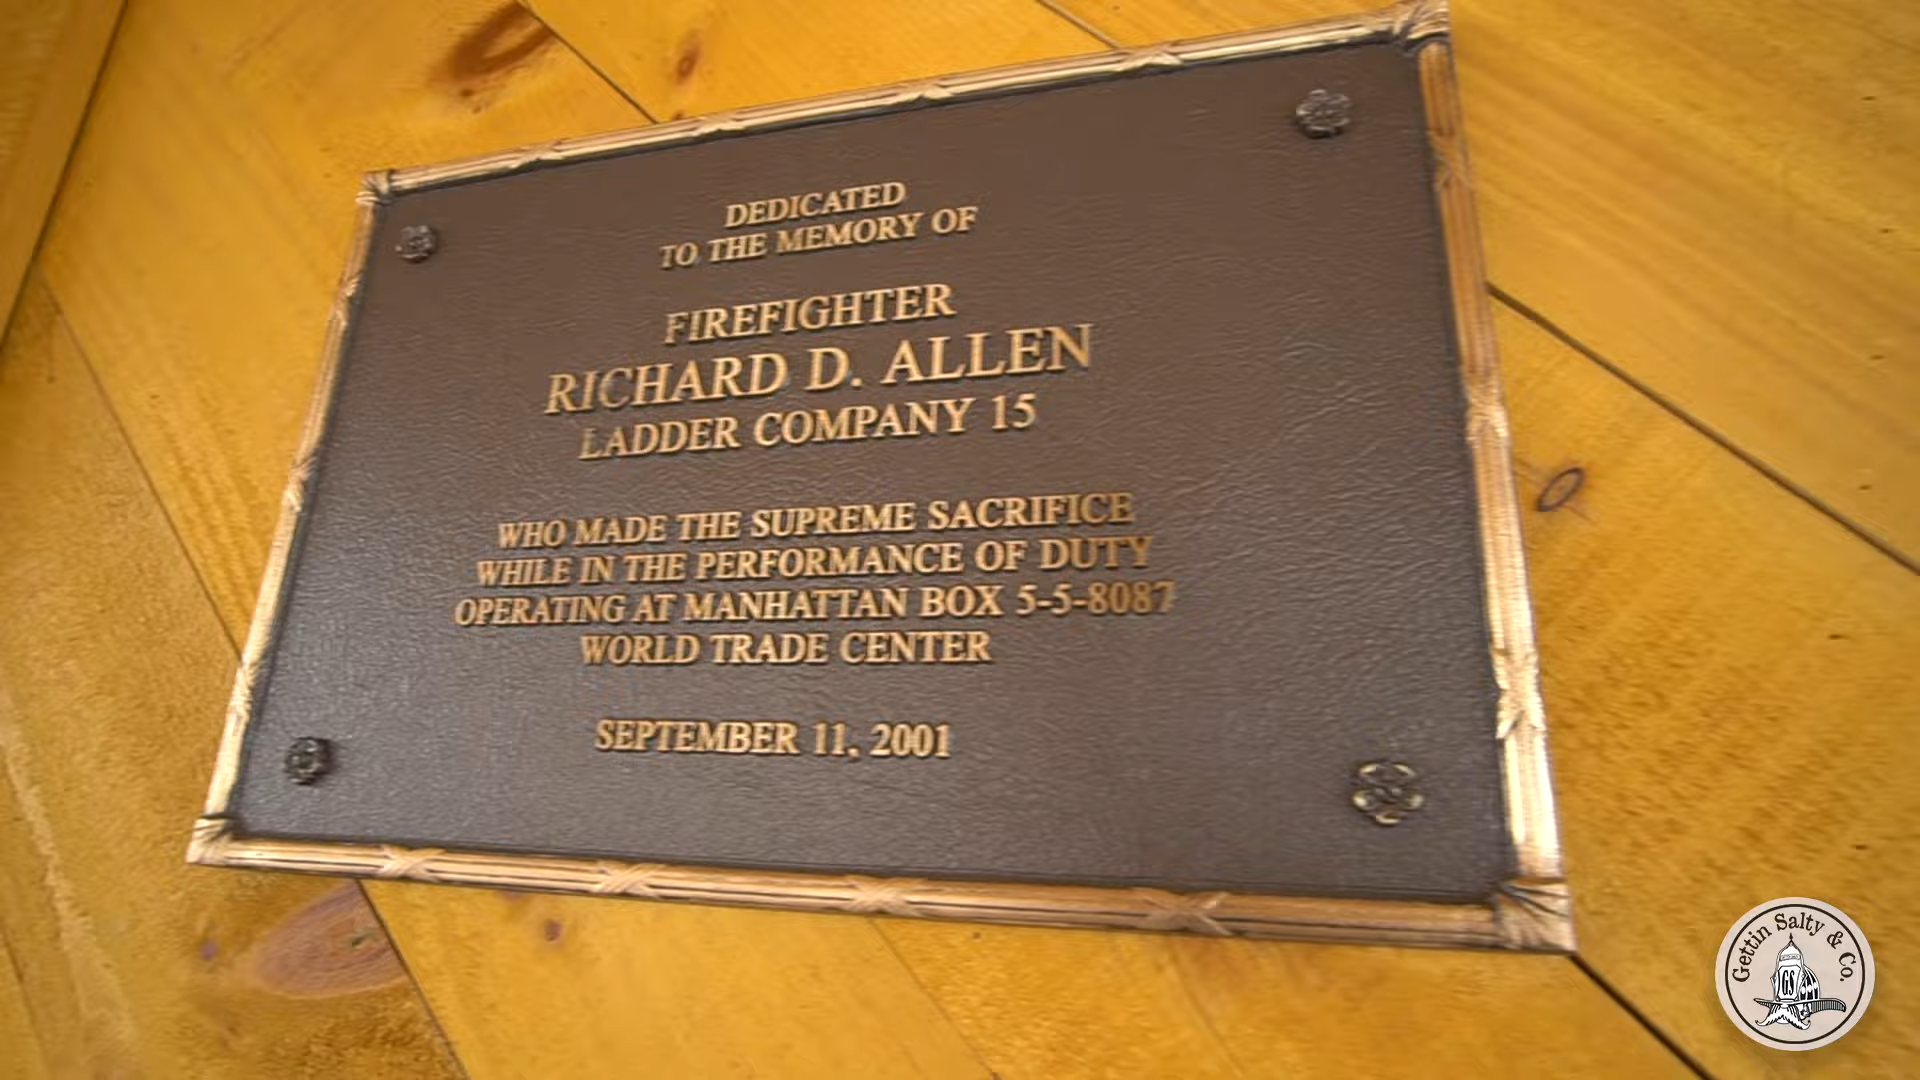 DEDICATED
TO THE MEMORY OF
FIREFIGHTER
RICHARD D. ALLEN
LADDER COMPANY 15
WHO MADE THE SUPREME SACRIFICE
WHILE IN THE PERFORMANCE OF DUTY
OPERATING AT MANHATTAN BOX 5-5-8087
WORLD TRADE CENTER
SEPTEMBER 11, 2001
Gettin Salty & Co.
GS